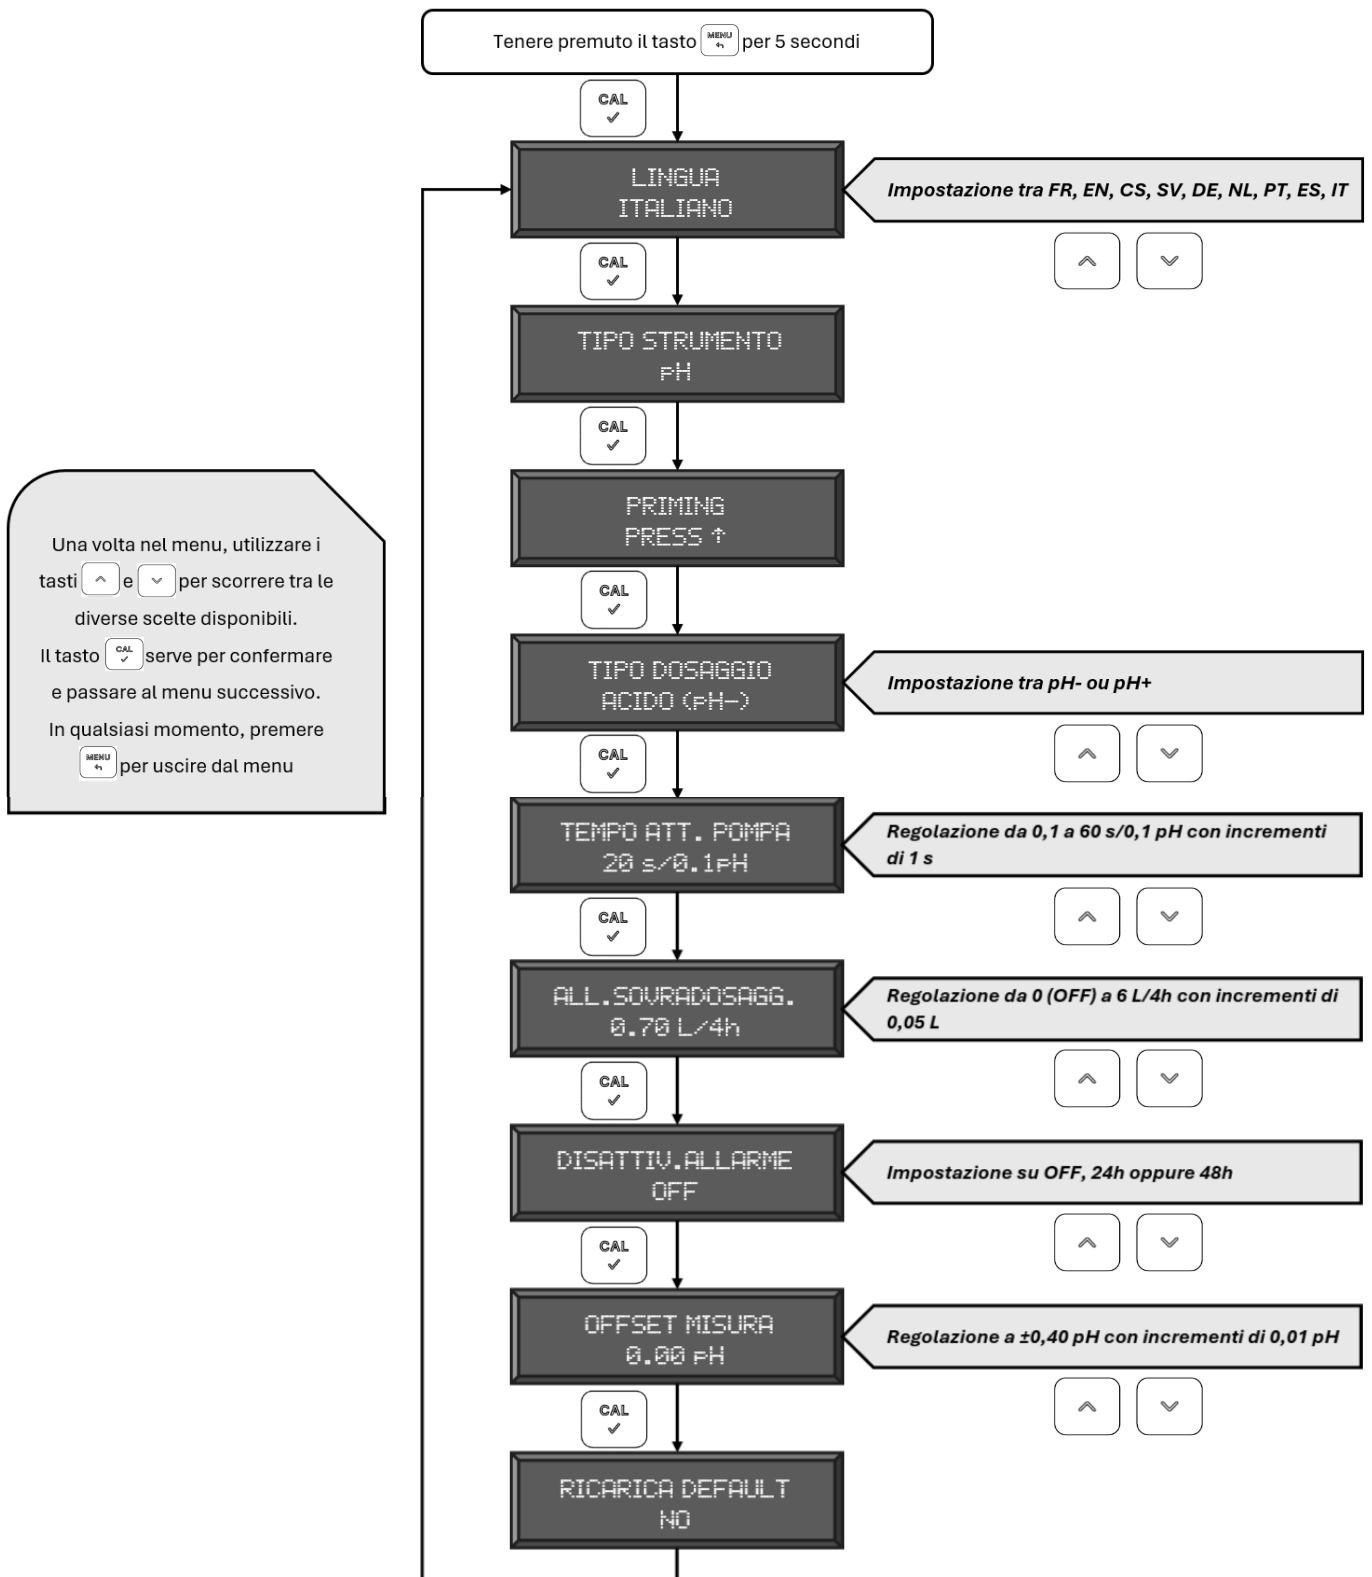 Tenere premuto il tasto MENU per 5 secondi
CAL
LINGUA
ITALIANO
Impostazione tra FR, EN, CS, SV, DE, NL, PT, ES, IT
CAL
TIPO STRUMENTO
pH
CAL
PRIMING
PRESS ↑
Una volta nel menu, utilizzare i
tasti e per scorrere tra le
diverse scelte disponibili.
Il tasto CAL serve per confermare
e passare al menu successivo.
In qualsiasi momento, premere
MENU per uscire dal menu
CAL
TIPO DOSAGGIO
ACIDO (pH-)
Impostazione tra pH- ou pH+
CAL
TEMPO ATT. POMPA
20 s/0.1pH
Regolazione da 0,1 a 60 s/0,1 pH con incrementi
di 1 s
CAL
ALL.SOVRADOSAGG.
0.70 L/4h
Regolazione da 0 (OFF) a 6 L/4h con incrementi di
0,05 L
CAL
DISATTIV.ALLARME
OFF
Impostazione su OFF, 24h oppure 48h
CAL
OFFSET MISURA
0.00 pH
Regolazione a ±0,40 pH con incrementi di 0,01 pH
CAL
RICARICA DEFAULT
NO